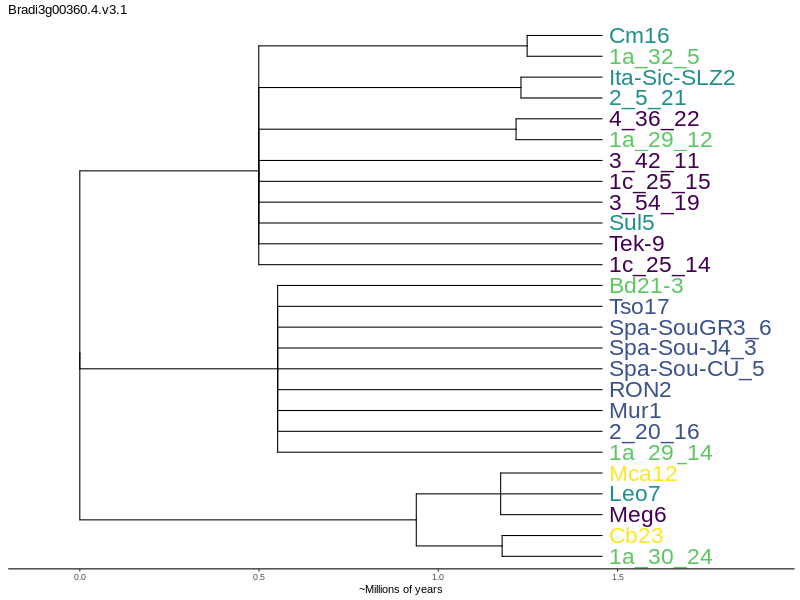 Bradi3g00360.4.v3.1
Cm16
1a_32_5
Ita-Sic-SLZ2
2_5_21
4_36_22
1a_29_12
3_42_11
1c_25_15
3_54_19
Sul5
Tek-9
1c_25_14
Bd21-3
Tso17
Spa-SouGR3_6
Spa-Sou-J4_3
Spa-Sou-CU_5
RON2
Mur1
2_20_16
1a_29_14
Mca12
Leo7
Meg6
Cb23
1a_30_24
0.0 0.5 1.0 1.5
~Millions of years